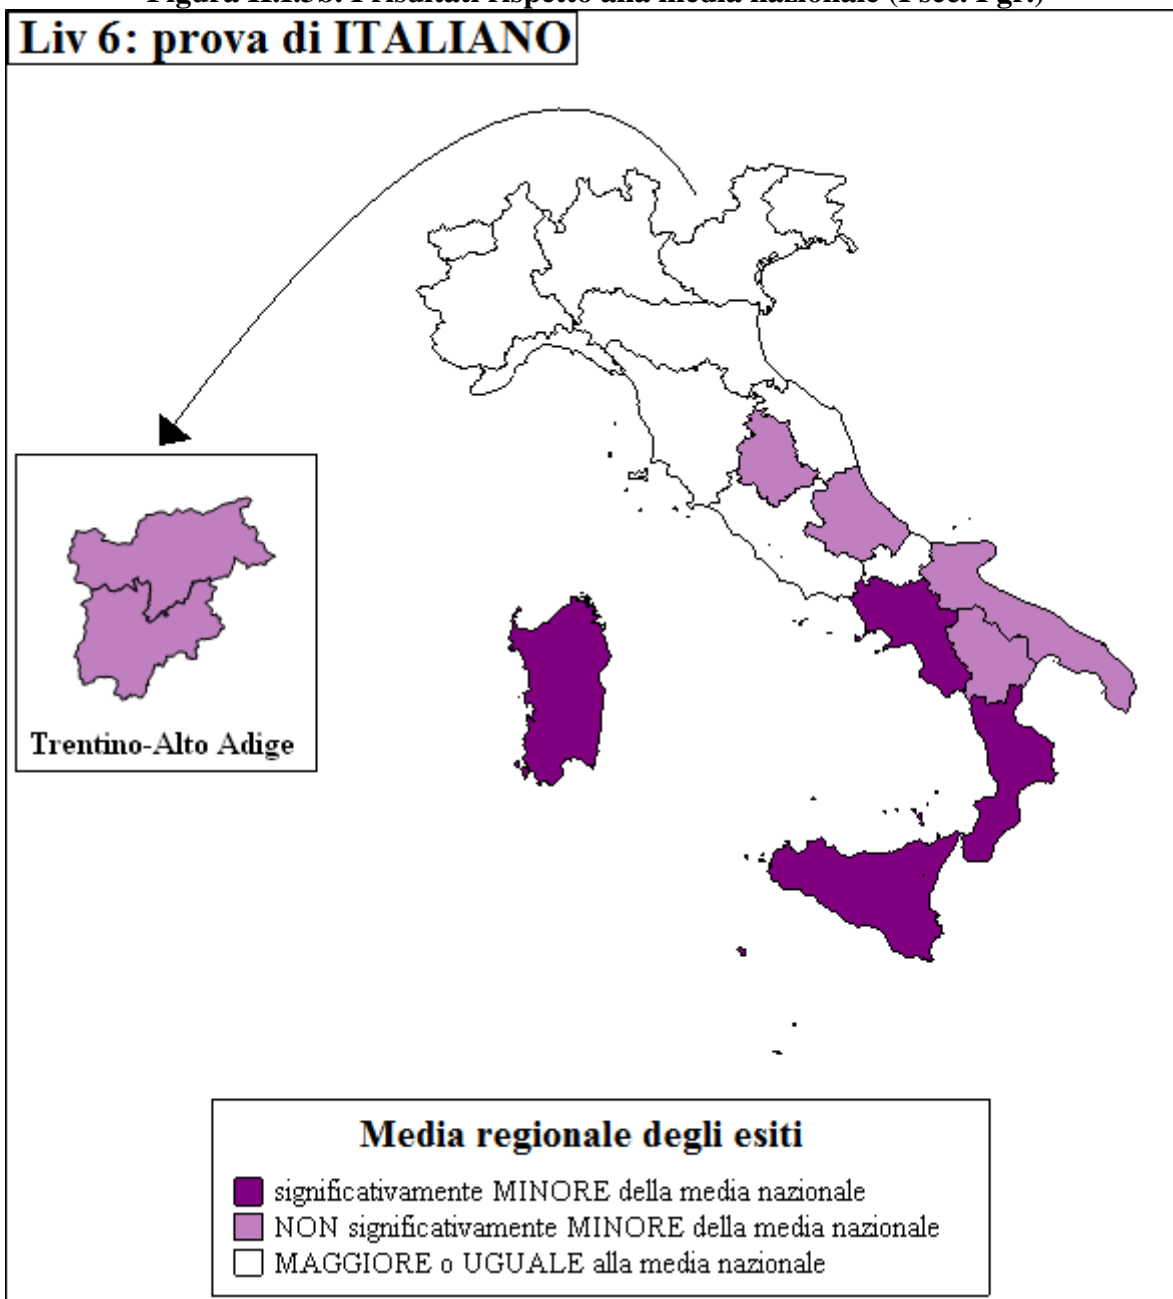 Liv 6: prova di ITALIANO
Trentino-Alto Adige
Media regionale degli esiti
significativamente MINORE della media nazionale
NON significativamente MINORE della media nazionale
MAGGIORE o UGUALE alla media nazionale